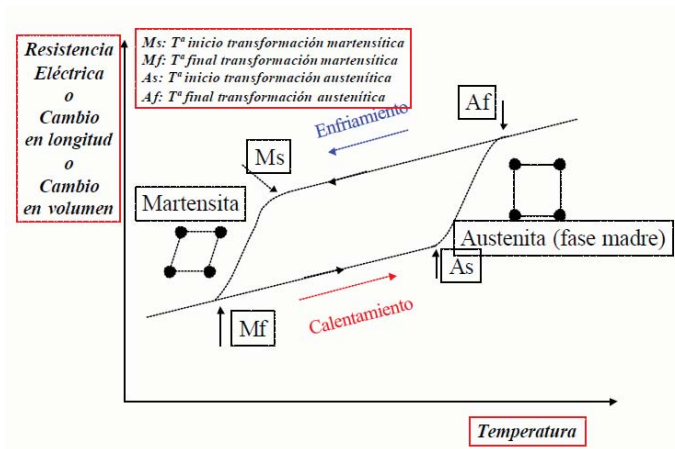 Resistencia
Eléctrica
o
Cambio
en longitud
o
Cambio
en volumen
Ms: Tª inicio transformación martensítica
Mf: Tª final transformación martensítica
As: Tª inicio transformación austenítica
Af: Tª final transformación austenítica
Af
Enfriamiento
Ms
Martensita
Austenita (fase madre)
As
Calentamiento
Mf
Temperatura